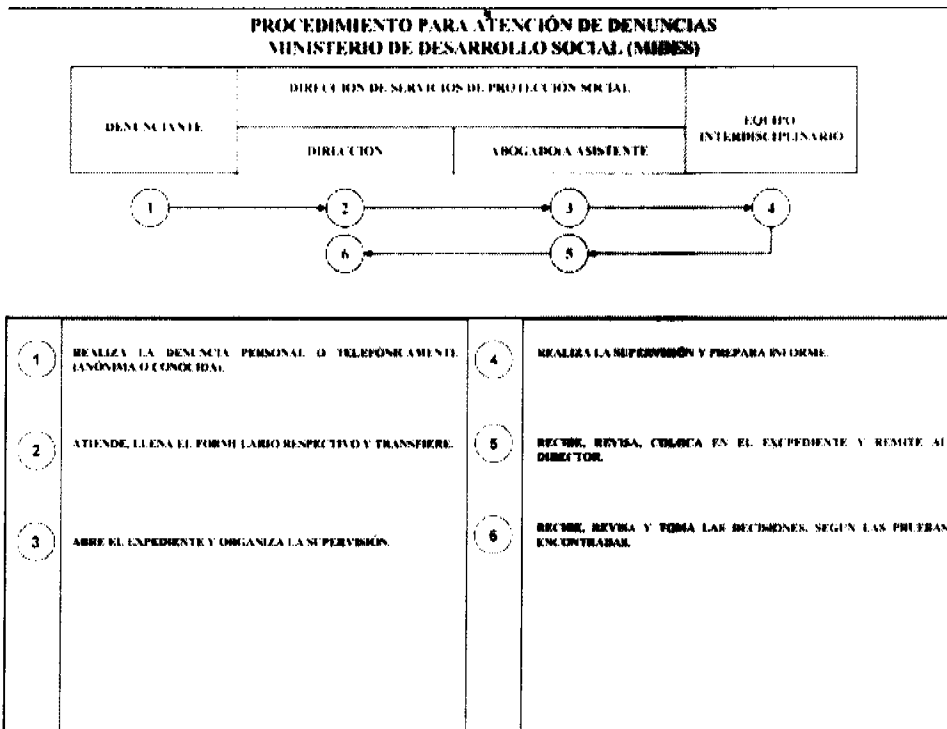 PROCEDIMIENTO PARA ATENCIÓN DE DENUNCIAS
MINISTERIO DE DESARROLLO SOCIAL (MIDES)
DENUNCIANTE
DIRECCION DE SERVICIOS DE PROTECCIÓN SOCIAL
DIRECCION
ABOGADO/A ASISTENTE
EQUIPO
INTERDISCIPLINARIO
1
2
3
4
6
5
1
REALIZA LA DENUNCIA PERSONAL O TELEFÓNICAMENTE
(ANÓNIMA O CONOCIDA).
2
ATIENDE, LLENA EL FORMULARIO RESPECTIVO Y TRANSFIERE.
3
ABRE EL EXPEDIENTE Y ORGANIZA LA SUPERVISIÓN.
4
REALIZA LA SUPERVISIÓN Y PREPARA INFORME.
5
RECIBE, REVISA, COLOCA EN EL EXCPEDIENTE Y REMITE AL
DIRECTOR.
6
RECIBE, REVISA Y TOMA LAS DECISIONES, SEGUN LAS PRUEBAS
ENCONTRADAS.